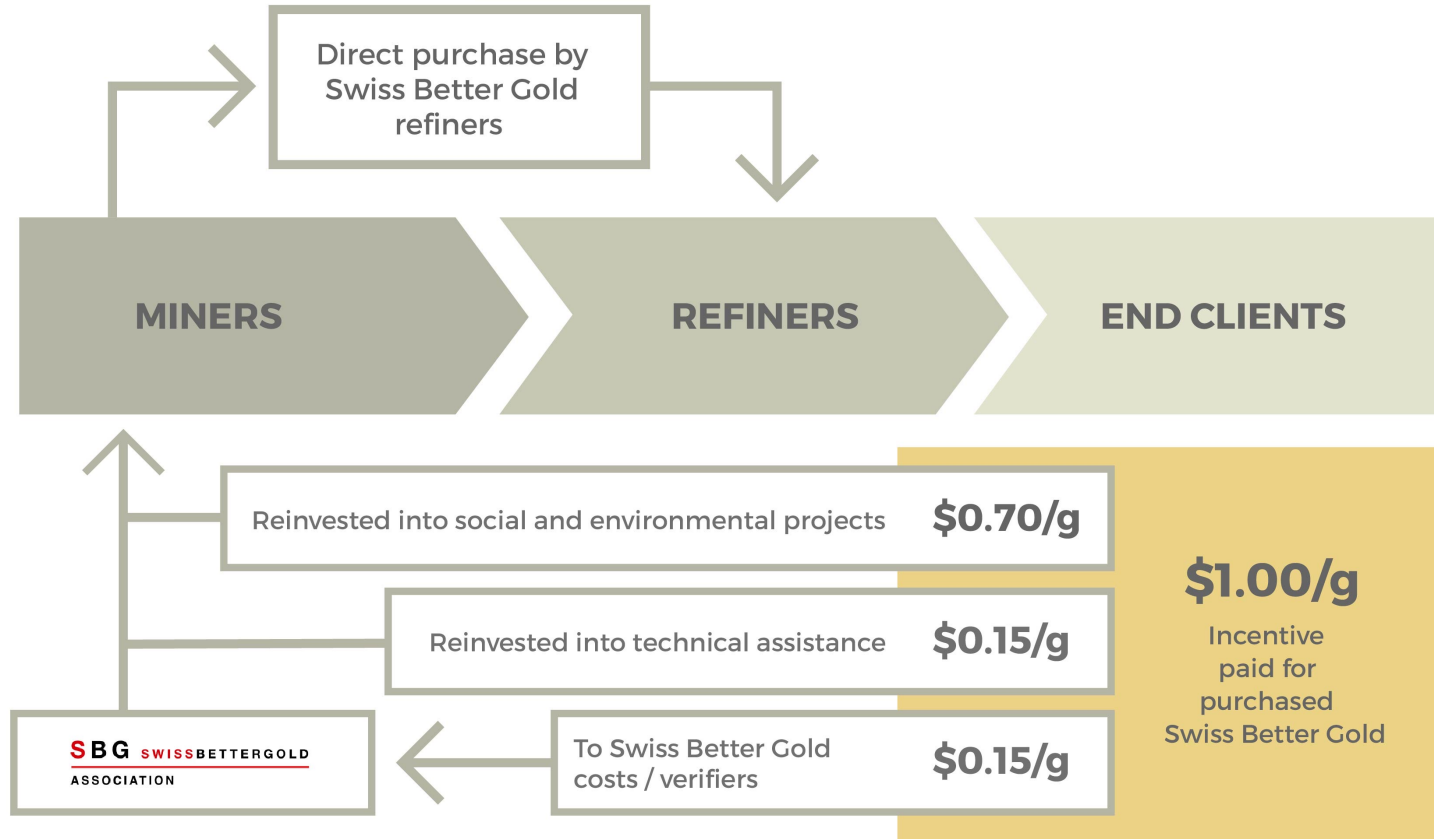 Direct purchase by
Swiss Better Gold
refiners
MINERS
REFINERS
END CLIENTS
Reinvested into social and environmental projects $0.70/g
Reinvested into technical assistance $0.15/g
To Swiss Better Gold
costs / verifiers
$0.15/g
$1.00/g
Incentive
paid for
purchased
Swiss Better Gold
SBG SWISSBETTERGOLD
ASSOCIATION